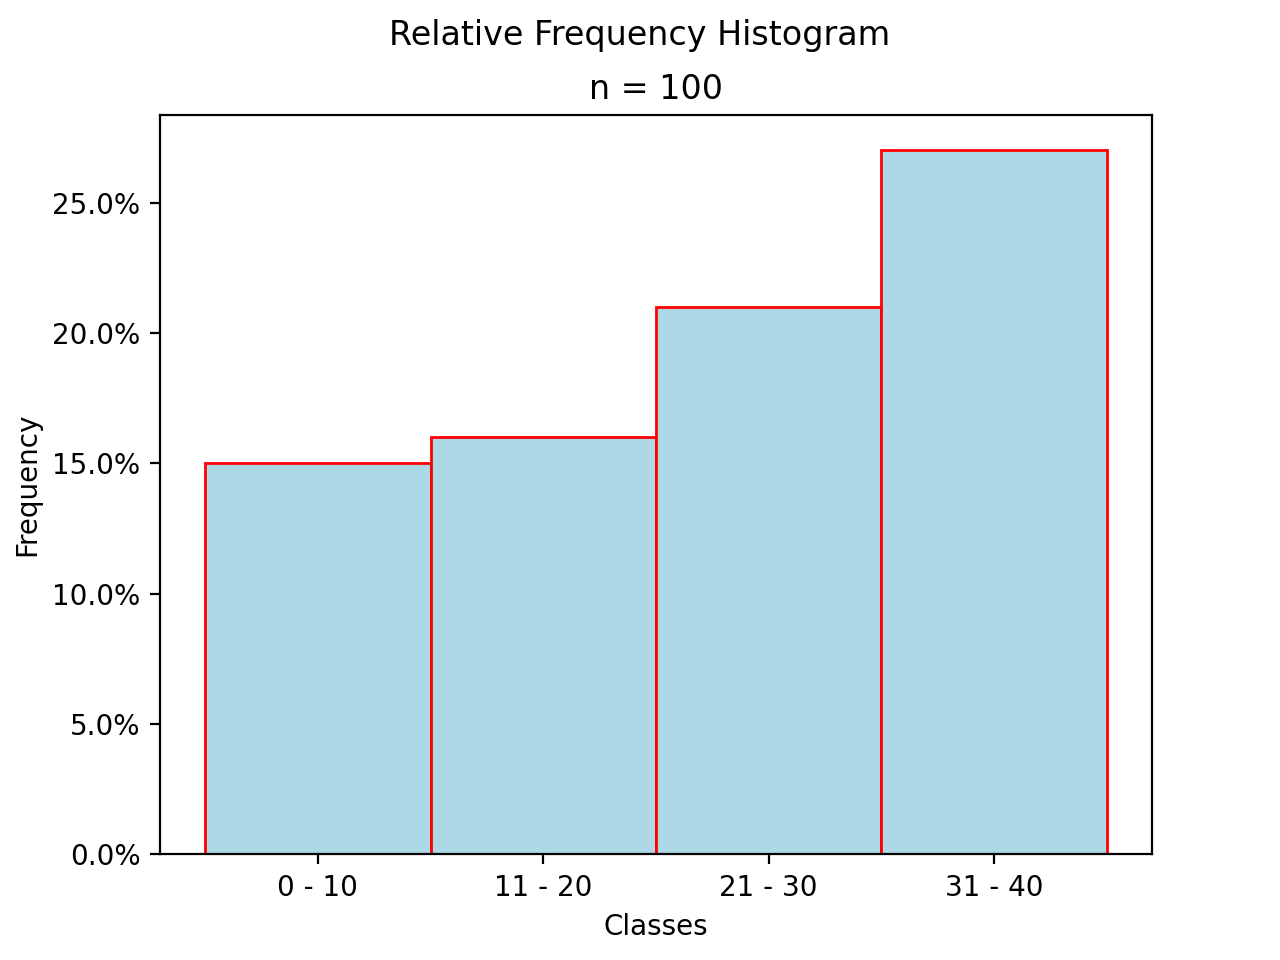 Relative Frequency Histogram
n = 100
25.0%
20.0%
15.0%
10.0%
5.0%
0.0%
Frequency
0 - 10
11 - 20
21 - 30
31 - 40
Classes